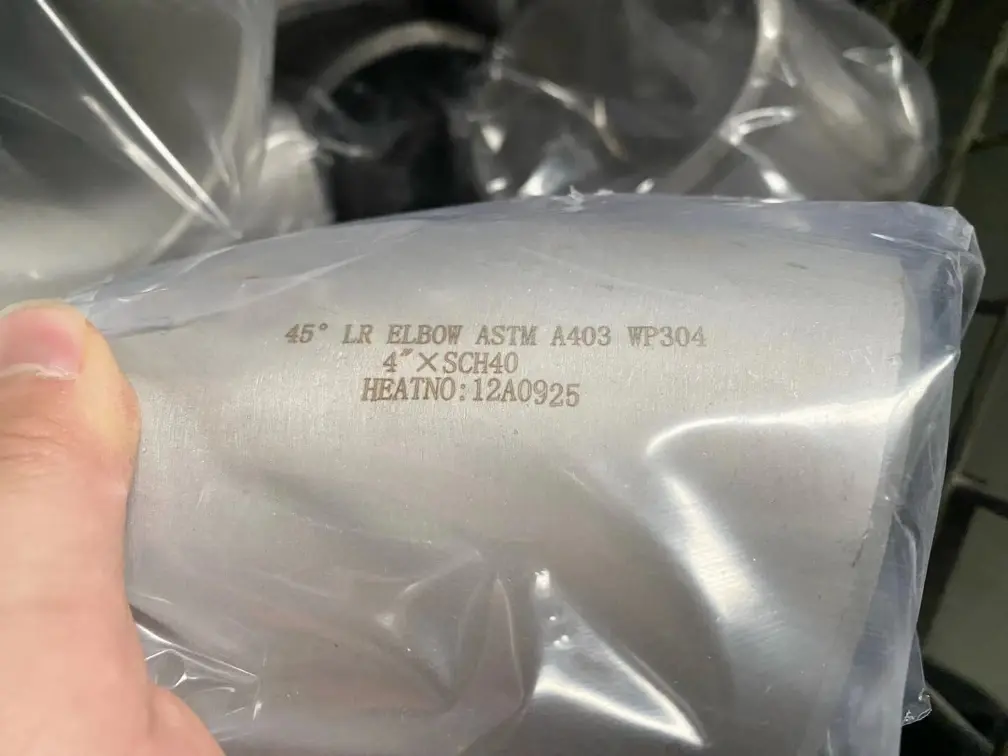 45° LR ELBOW ASTM A403 WP304
4″×SCH40
HEATNO:12A0925